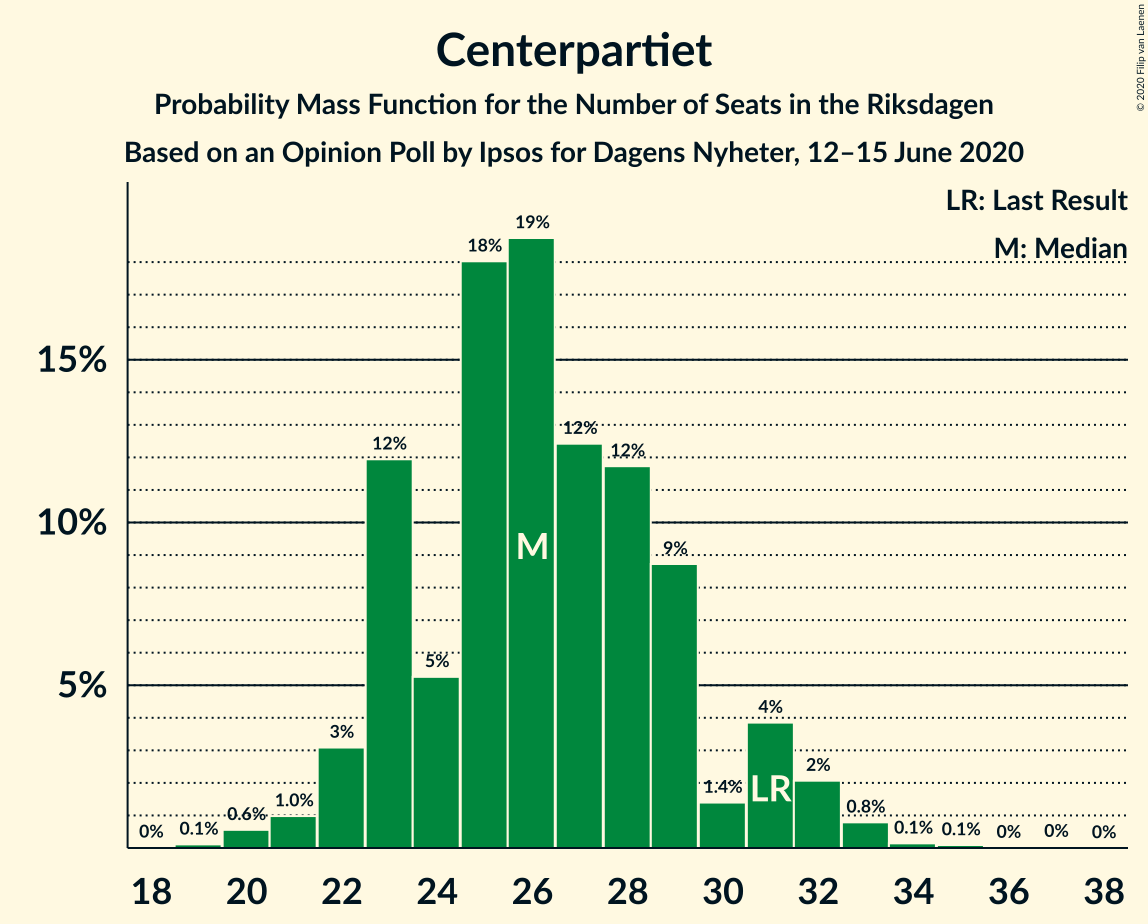 Centerpartiet
Probability Mass Function for the Number of Seats in the Riksdagen
Based on an Opinion Poll by Ipsos for Dagens Nyheter, 12–15 June 2020
© 2020 Filip van Laenen
LR: Last Result
M: Median
15%
10%
5%
0%
0.1%
0.6%
1.0%
3%
12%
5%
18%
19%
12%
12%
9%
1.4%
4%
2%
0.8%
0.1%
0.1%
0%
0%
0%
M
LR
18 20 22 24 26 28 30 32 34 36 38